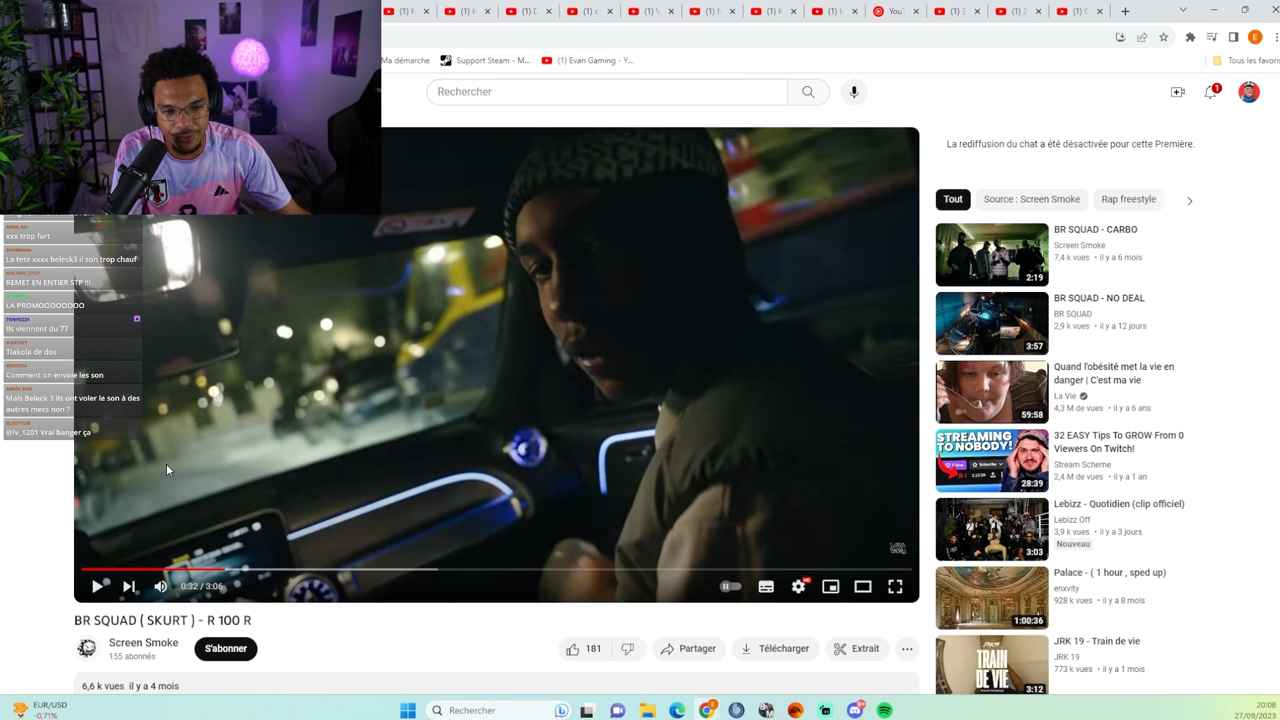 (1) K
(1) K
(1) D
(1) s
YouT
Ma démarche
Support Steam - M...
(1) Evan Gaming - Y...
Tous les favoris
E
Rechercher
1
xxx trop fort
La tete xxxx beleck3 il son trop chauf
REMET EN ENTIER STP !!!
LA PROMOOOOOOO
Ils viennent du 77
Tiakola de dos
Comment on envoie les son
Mais Beleck 3 ils ont voler le son à des
autres mecs non ?
@lv_1201 Vrai banger ça
0:32 / 3:06
HD
BR SQUAD ( SKURT ) - R 100 R
Screen Smoke
155 abonnés
S'abonner
181
Partager
Télécharger
Extrait
6,6 k vues il y a 4 mois
La rediffusion du chat a été désactivée pour cette Première.
Tout
Source : Screen Smoke
Rap freestyle
2:19
BR SQUAD - CARBO
Screen Smoke
7,4 k vues • il y a 6 mois
3:57
BR SQUAD - NO DEAL
BR SQUAD
2,9 k vues • il y a 12 jours
59:58
Quand l'obésité met la vie en
danger | C'est ma vie
La Vie
4,3 M de vues • il y a 6 ans
STREAMING
TO NOBODY!
28:39
32 EASY Tips To GROW From 0
Viewers On Twitch!
Stream Scheme
2,4 M de vues • il y a 1 an
3:03
Lebizz - Quotidien (clip officiel)
Lebizz Off
3,9 k vues • il y a 3 jours
Nouveau
1:00:36
Palace - ( 1 hour , sped up)
enxvity
928 k vues • il y a 8 mois
TRAIN
DE VIE
3:12
JRK 19 - Train de vie
JRK 19
773 k vues • il y a 1 mois
EUR/USD
-0,71%
Rechercher
20:08
27/09/2023